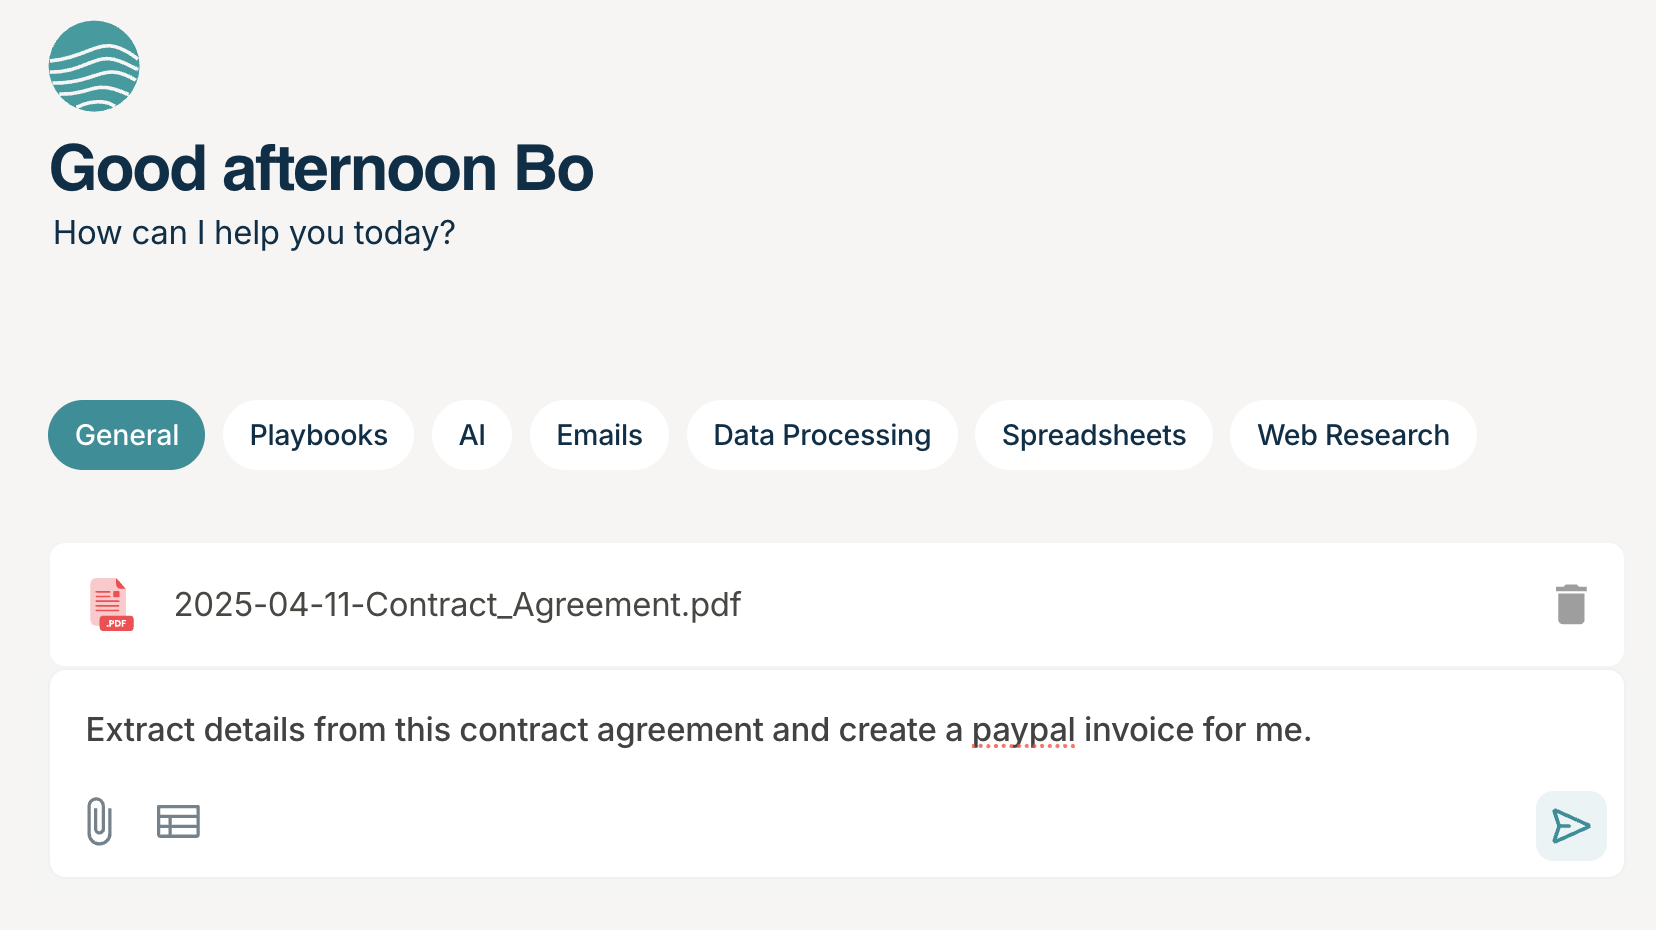 Good afternoon Bo
How can I help you today?
General Playbooks AI Emails Data Processing Spreadsheets Web Research
2025-04-11-Contract_Agreement.pdf
.PDF
Extract details from this contract agreement and create a paypal invoice for me.